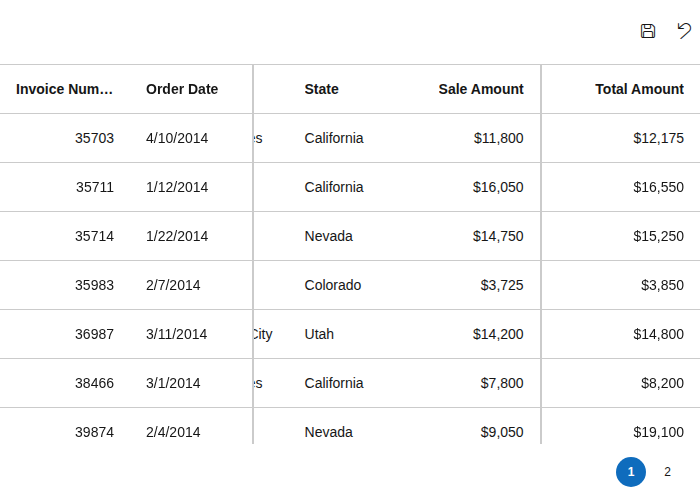 Invoice Num… Order Date State Sale Amount Total Amount
35703 4/10/2014 es California $11,800 $12,175
35711 1/12/2014 California $16,050 $16,550
35714 1/22/2014 Nevada $14,750 $15,250
35983 2/7/2014 Colorado $3,725 $3,850
36987 3/11/2014 City Utah $14,200 $14,800
38466 3/1/2014 es California $7,800 $8,200
39874 2/4/2014 Nevada $9,050 $19,100
1 2